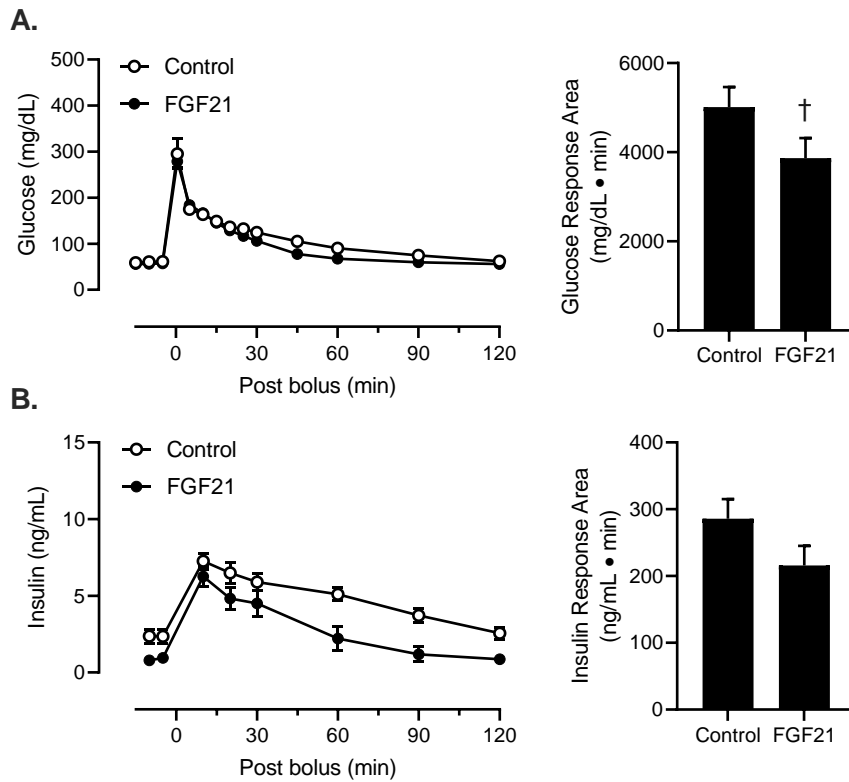 A.
500
400
300
200
100
0
Glucose (mg/dL)
Control
FGF21
0 30 60 90 120
Post bolus (min)
6000
4000
2000
0
Glucose Response Area
(mg/dL • min)
†
Control FGF21
B.
15
10
5
0
Insulin (ng/mL)
Control
FGF21
0 30 60 90 120
Post bolus (min)
400
300
200
100
0
Insulin Response Area
(ng/mL • min)
Control FGF21